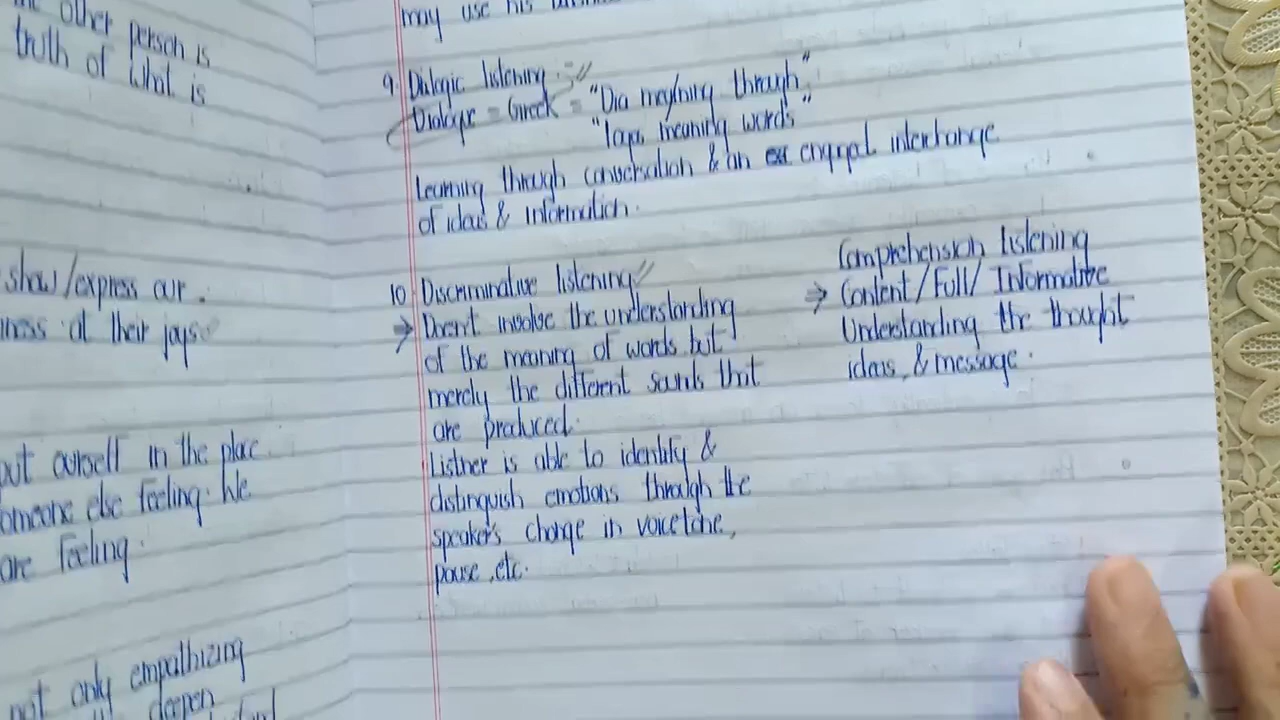 other person is
truth of what is
show/express our.
ness at their joys
put ourself in the place
omeone else feeling. We
are feeling.
not only empathizing
deepen
may use his
9 Dialogic listening.
Dialogue = Greek = "Dia meaning through"
"logu meaning words"
Learning through conversation & an engaged interchange
of ideas & information.
10 Discriminative listening
⇒ Doesn't involve the understanding
of the meaning of words but
merely the different sounds that
are produced.
Listner is able to identify &
distinguish emotions through the
speaker's change in voice tone,
pause, etc.
Comprehension listening
⇒ Content/Full/Informative
Understanding the thought
ideas, & message.